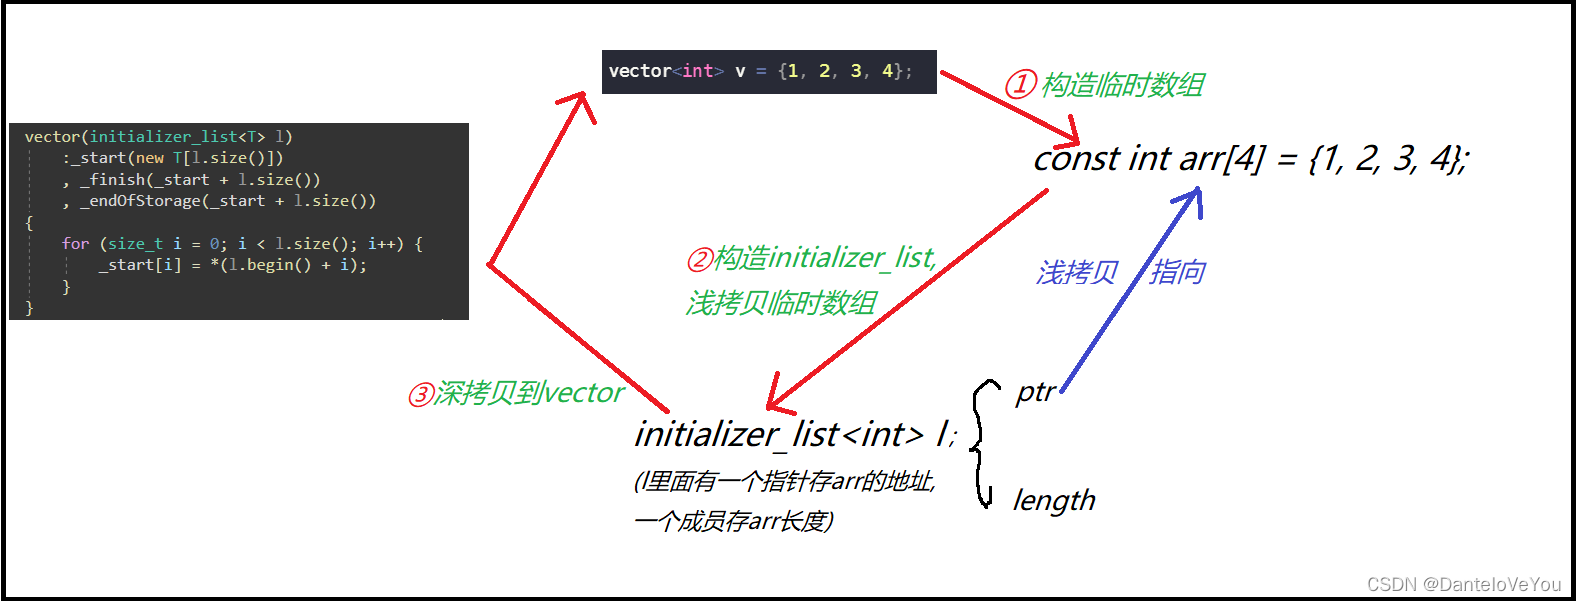 vector<int> v = {1, 2, 3, 4};
①构造临时数组
const int arr[4] = {1, 2, 3, 4};
vector(initializer_list<T> l)
:_start(new T[l.size()])
, _finish(_start + l.size())
, _endOfStorage(_start + l.size())
{
for (size_t i = 0; i < l.size(); i++) {
_start[i] = *(l.begin() + i);
}
}
②构造initializer_list,
浅拷贝临时数组
浅拷贝 指向
③深拷贝到vector
initializer_list<int> l;
(l里面有一个指针存arr的地址,
一个成员存arr长度)
ptr
length
CSDN @DanteloVeYou